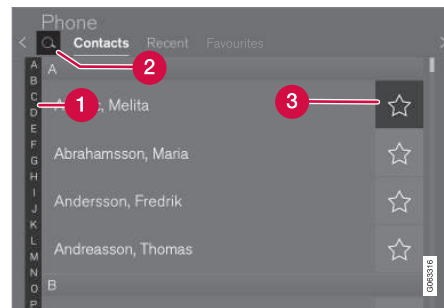 Phone
Contacts Recent Favourites
2
A
B
C
D
E
F
G
H
I
J
K
L
M
N
O
P
A
1
Melita
3
Abrahamsson, Maria
Andersson, Fredrik
Andreasson, Thomas
B
G063316